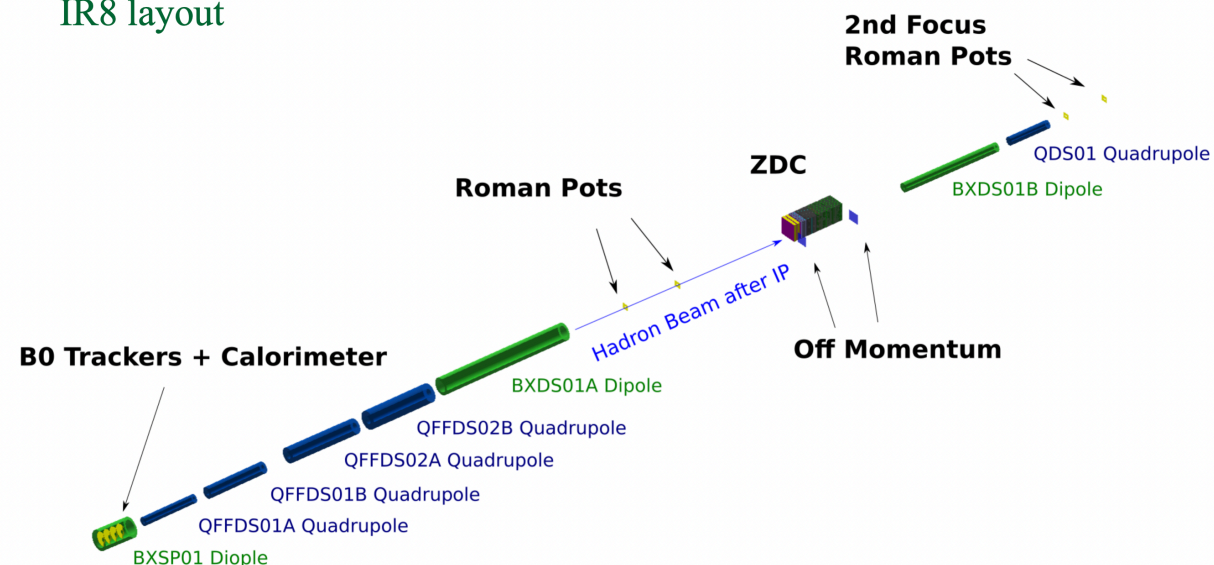 IR8 layout
2nd Focus
Roman Pots
QDS01 Quadrupole
ZDC
BXDS01B Dipole
Roman Pots
Hadron Beam after IP
Off Momentum
B0 Trackers + Calorimeter
BXDS01A Dipole
QFFDS02B Quadrupole
QFFDS02A Quadrupole
QFFDS01B Quadrupole
QFFDS01A Quadrupole
BXSP01 Diople